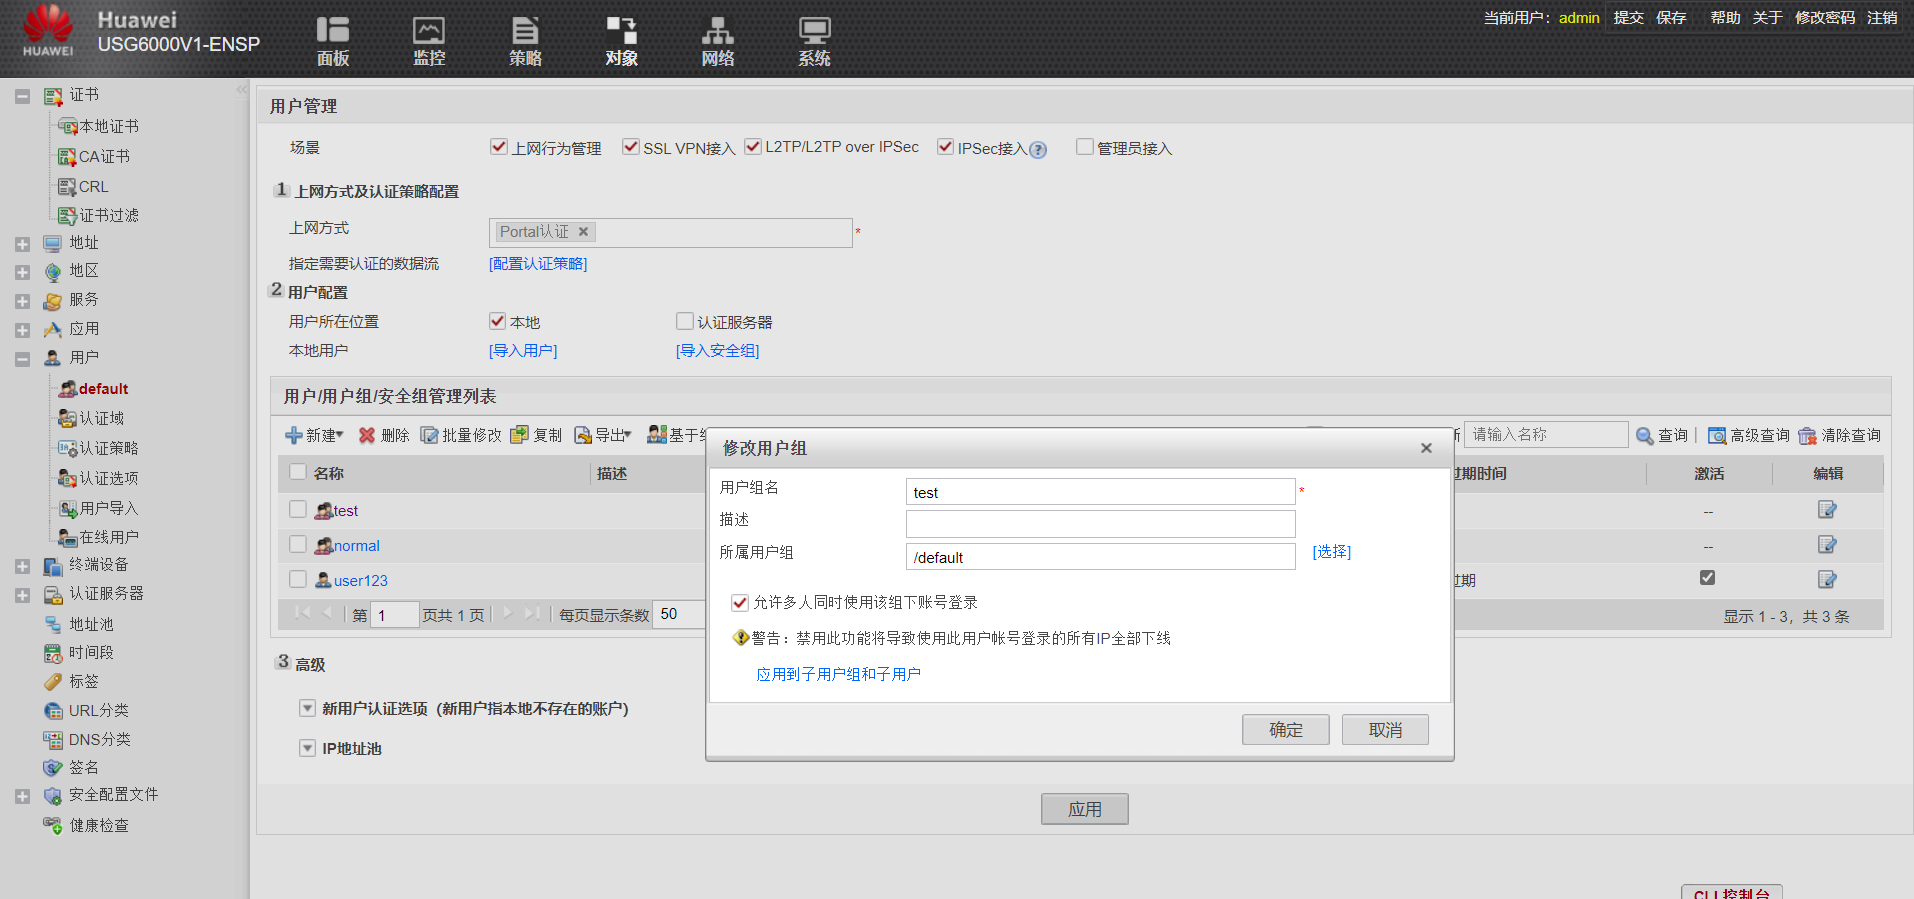 Huawei
USG6000V1-ENSP
HUAWEI
面板
监控
策略
对象
网络
系统
当前用户：admin 提交 保存 帮助 关于 修改密码 注销
证书
本地证书
CA证书
CRL
证书过滤
地址
地区
服务
应用
用户
default
认证域
认证策略
认证选项
用户导入
在线用户
终端设备
认证服务器
地址池
时间段
标签
URL分类
DNS分类
签名
安全配置文件
健康检查
用户管理
场景 上网行为管理 SSL VPN接入 L2TP/L2TP over IPSec IPSec接入 管理员接入
1 上网方式及认证策略配置
上网方式 Portal认证 *
指定需要认证的数据流 [配置认证策略]
2 用户配置
用户所在位置 本地 认证服务器
本地用户 [导入用户] [导入安全组]
用户/用户组/安全组管理列表
新建 删除 批量修改 复制 导出 基于 请输入名称 查询 高级查询 清除查询
名称 描述 过期时间 激活 编辑
test --
normal --
user123 过期
第 1 页共 1 页 每页显示条数 50 显示 1 - 3，共 3 条
修改用户组
用户组名 test *
描述
所属用户组 /default [选择]
允许多人同时使用该组下账号登录
警告：禁用此功能将导致使用此用户帐号登录的所有IP全部下线
应用到子用户组和子用户
确定 取消
3 高级
新用户认证选项（新用户指本地不存在的账户）
IP地址池
应用
CLI 控制台